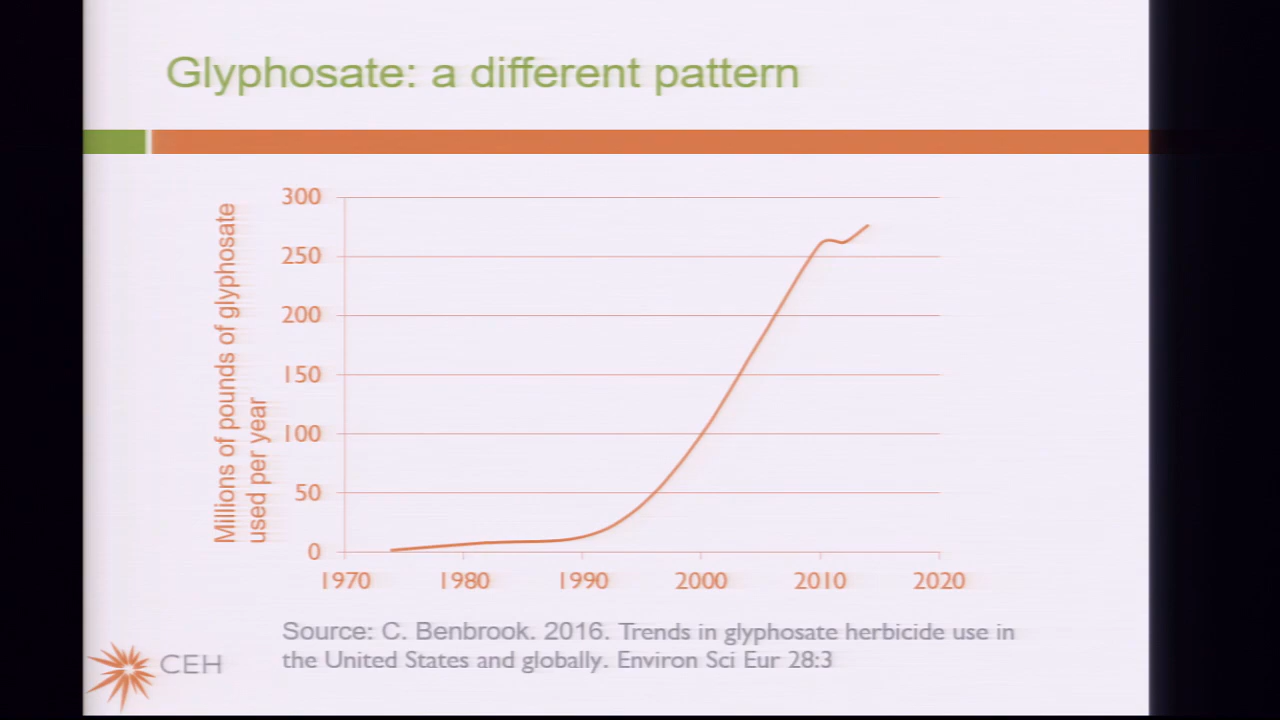 Glyphosate: a different pattern
Millions of pounds of glyphosate
used per year
300
250
200
150
100
50
0
1970 1980 1990 2000 2010 2020
Source: C. Benbrook. 2016. Trends in glyphosate herbicide use in
the United States and globally. Environ Sci Eur 28:3
CEH